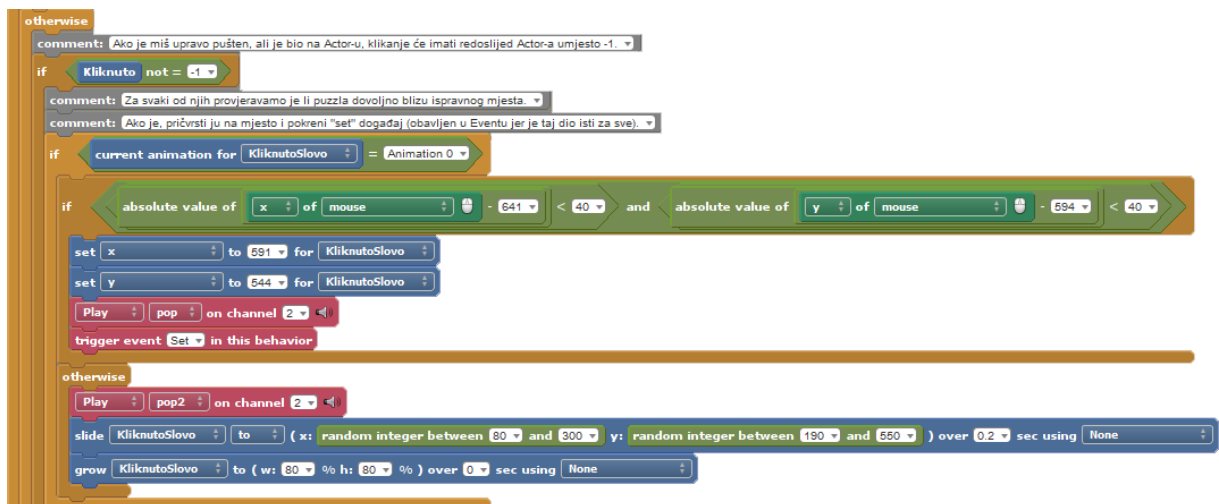 otherwise
comment: Ako je miš upravo pušten, ali je bio na Actor-u, klikanje će imati redoslijed Actor-a umjesto -1.
if Kliknuto not = -1
comment: Za svaki od njih provjeravamo je li puzzla dovoljno blizu ispravnog mjesta.
comment: Ako je, pričvrsti ju na mjesto i pokreni "set" događaj (obavljen u Eventu jer je taj dio isti za sve).
if current animation for KliknutoSlovo = Animation 0
if absolute value of x of mouse - 641 < 40 and absolute value of y of mouse - 594 < 40
set x to 591 for KliknutoSlovo
set y to 544 for KliknutoSlovo
Play pop on channel 2
trigger event Set in this behavior
otherwise
Play pop2 on channel 2
slide KliknutoSlovo to ( x: random integer between 80 and 300 y: random integer between 190 and 550 ) over 0.2 sec using None
grow KliknutoSlovo to ( w: 80 % h: 80 % ) over 0 sec using None